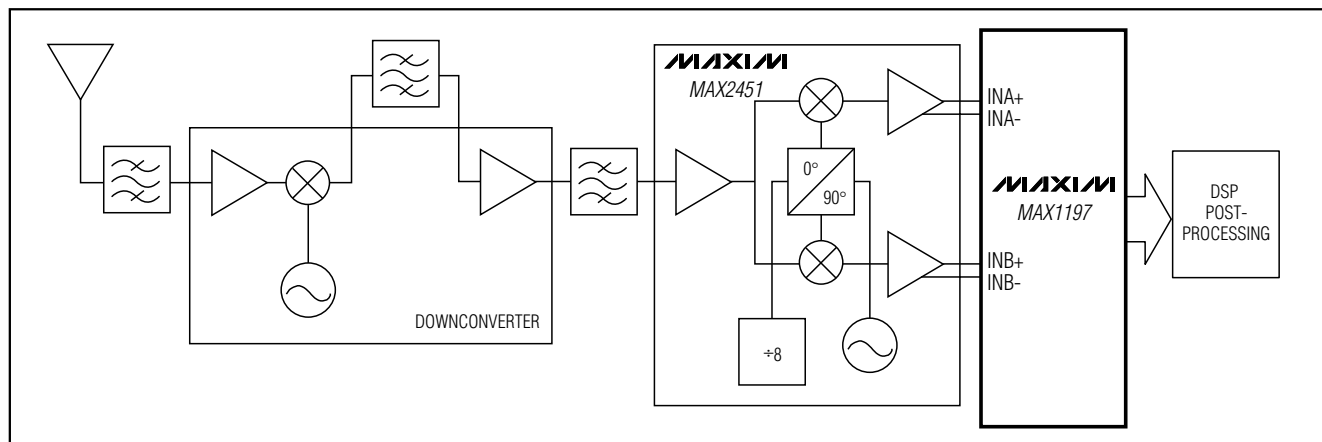 DOWNCONVERTER
MAXIM
MAX2451
0°
90°
÷8
INA+
INA-
MAXIM
MAX1197
INB+
INB-
DSP
POST-
PROCESSING